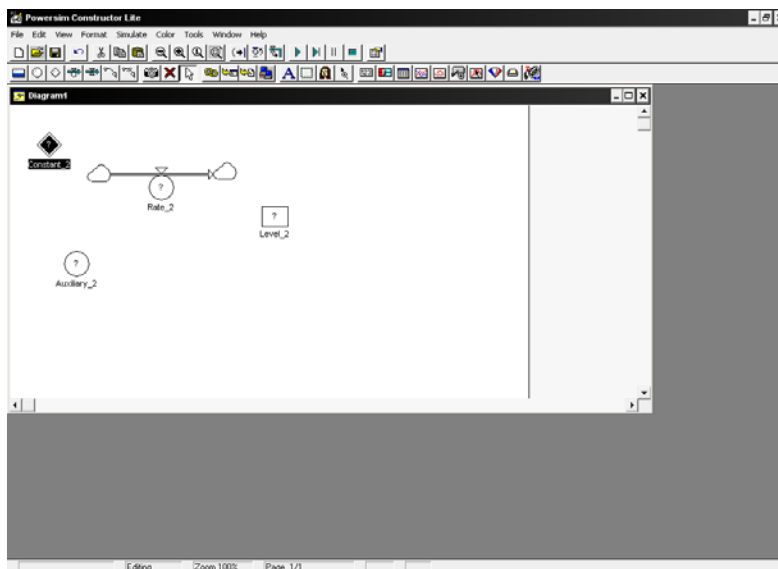 Powersim Constructor Lite
File Edit View Format Simulate Color Tools Window Help
A
Diagram1
?
Constant_2
?
Rate_2
?
Level_2
?
Auxiliary_2
Editing Zoom 100% Page 1/1